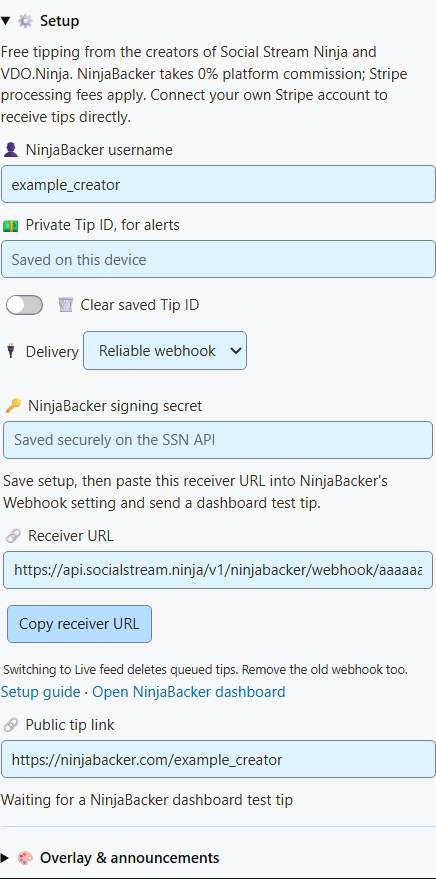 Setup
Free tipping from the creators of Social Stream Ninja and
VDO.Ninja. NinjaBacker takes 0% platform commission; Stripe
processing fees apply. Connect your own Stripe account to
receive tips directly.
NinjaBacker username
example_creator
Private Tip ID, for alerts
Saved on this device
Clear saved Tip ID
Delivery Reliable webhook
NinjaBacker signing secret
Saved securely on the SSN API
Save setup, then paste this receiver URL into NinjaBacker's
Webhook setting and send a dashboard test tip.
Receiver URL
https://api.socialstream.ninja/v1/ninjabacker/webhook/aaaaaa
Copy receiver URL
Switching to Live feed deletes queued tips. Remove the old webhook too.
Setup guide · Open NinjaBacker dashboard
Public tip link
https://ninjabacker.com/example_creator
Waiting for a NinjaBacker dashboard test tip
Overlay & announcements